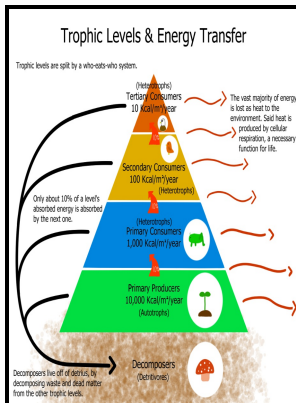 Trophic Levels & Energy Transfer
Trophic levels are split by a who-eats-who system.
(Heterotrophs)
Tertiary Consumers
10 Kcal/m²/year
The vast majority of energy
is lost as heat to the
environment. Said heat is
produced by cellular
respiration, a necessary
function for life.
Secondary Consumers
100 Kcal/m²/year
(Heterotrophs)
Only about 10% of a level's
absorbed energy is absorbed
by the next one.
(Heterotrophs)
Primary Consumers
1,000 Kcal/m²/year
Primary Producers
10,000 Kcal/m²/year
(Autotrophs)
Decomposers
(Detritivores)
Decomposers live off of detrius, by
decomposing waste and dead matter
from the other trophic levels.